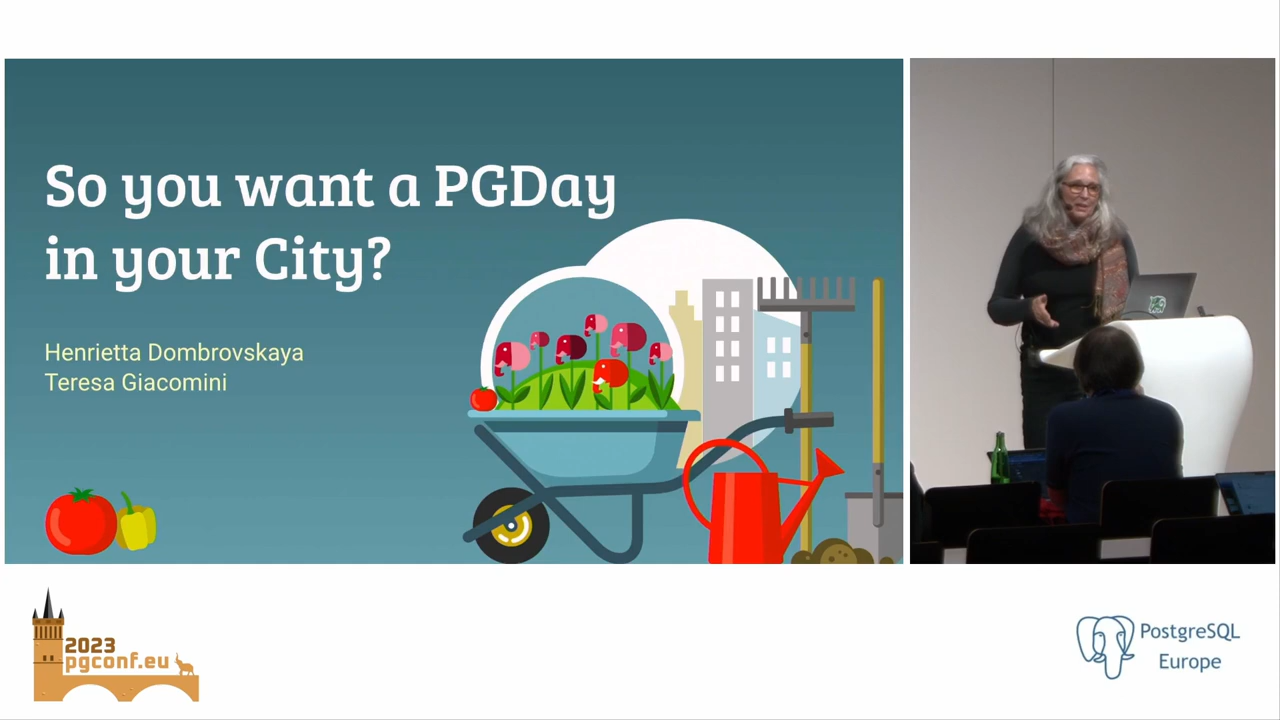 So you want a PGDay
in your City?
Henrietta Dombrovskaya
Teresa Giacomini
2023
pgconf.eu
PostgreSQL
Europe